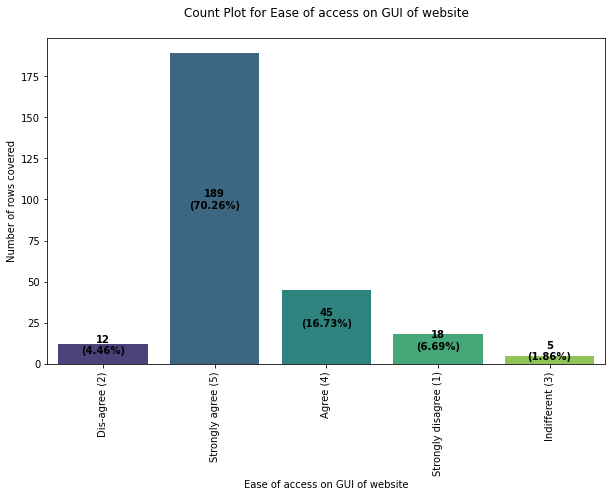 Count Plot for Ease of access on GUI of website
Number of rows covered
175
150
125
100
75
50
25
0
12
(4.46%)
189
(70.26%)
45
(16.73%)
18
(6.69%)
5
(1.86%)
Dis-agree (2)
Strongly agree (5)
Agree (4)
Strongly disagree (1)
Indifferent (3)
Ease of access on GUI of website